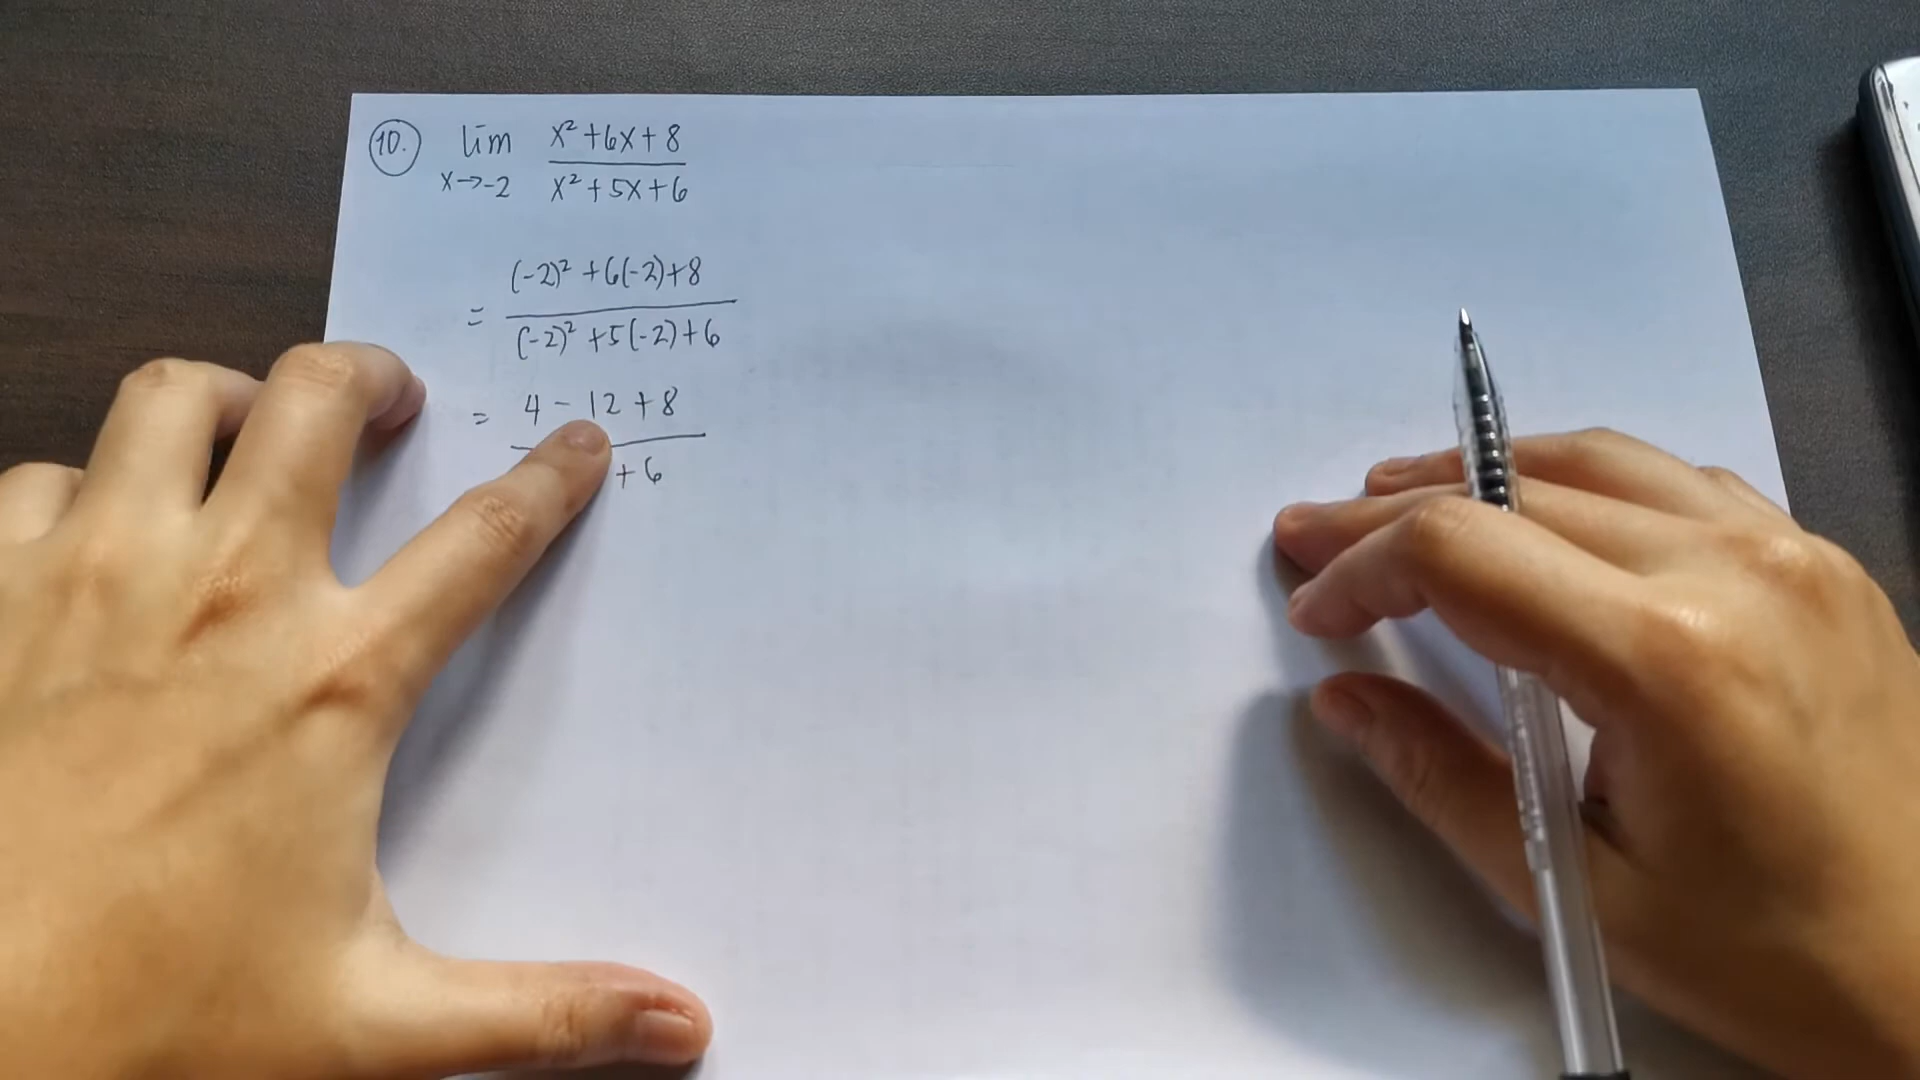 10. lim x²+6x+8
x→-2 x²+5x+6
(-2)²+6(-2)+8
=
(-2)²+5(-2)+6
= 4-12+8
+6